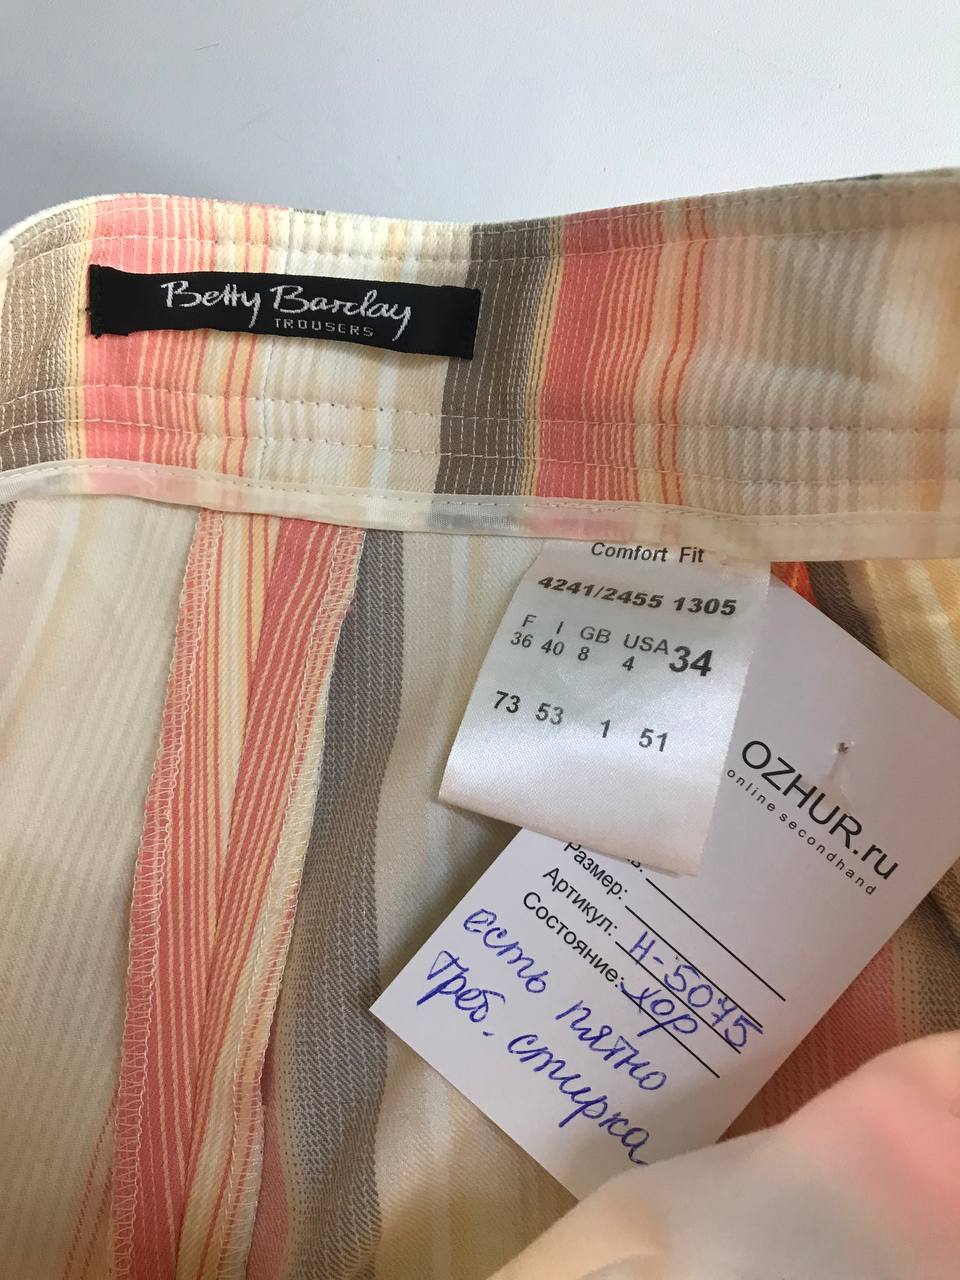 Betty Barclay
TROUSERS
Comfort Fit
4241/2455 1305
F I GB USA 34
36 40 8 4
73 53 1 51
OZHUR.ru
online secondhand
Размер:
Артикул: Н-5075
Состояние: хор
есть пятно
треб. стирка